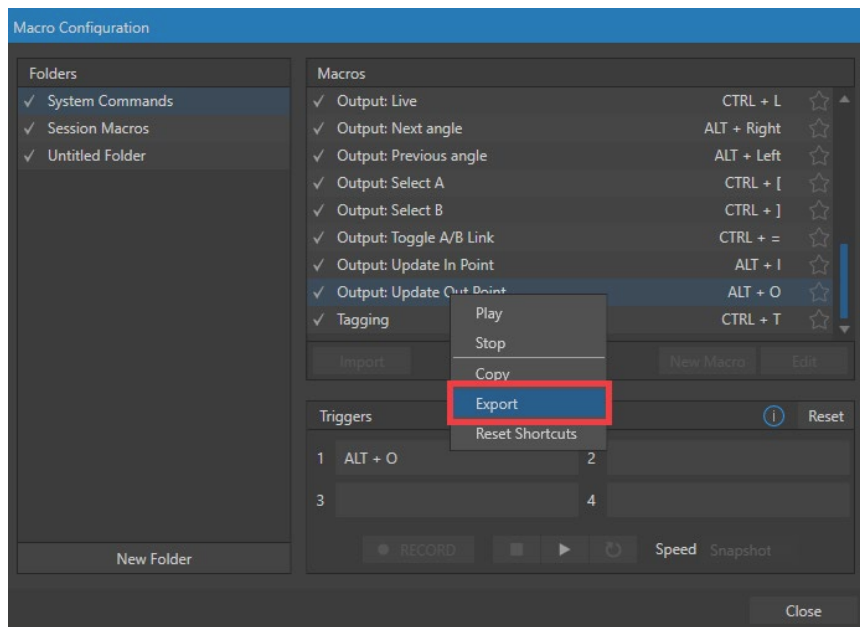 Macro Configuration
Folders
System Commands
Session Macros
Untitled Folder
New Folder
Macros
Output: Live CTRL + L
Output: Next angle ALT + Right
Output: Previous angle ALT + Left
Output: Select A CTRL + [
Output: Select B CTRL + ]
Output: Toggle A/B Link CTRL + =
Output: Update In Point ALT + I
Output: Update Out Point ALT + O
Tagging CTRL + T
Import New Macro Edit
Play
Stop
Copy
Export
Reset Shortcuts
Triggers Reset
1 ALT + O 2
3 4
RECORD Speed Snapshot
Close